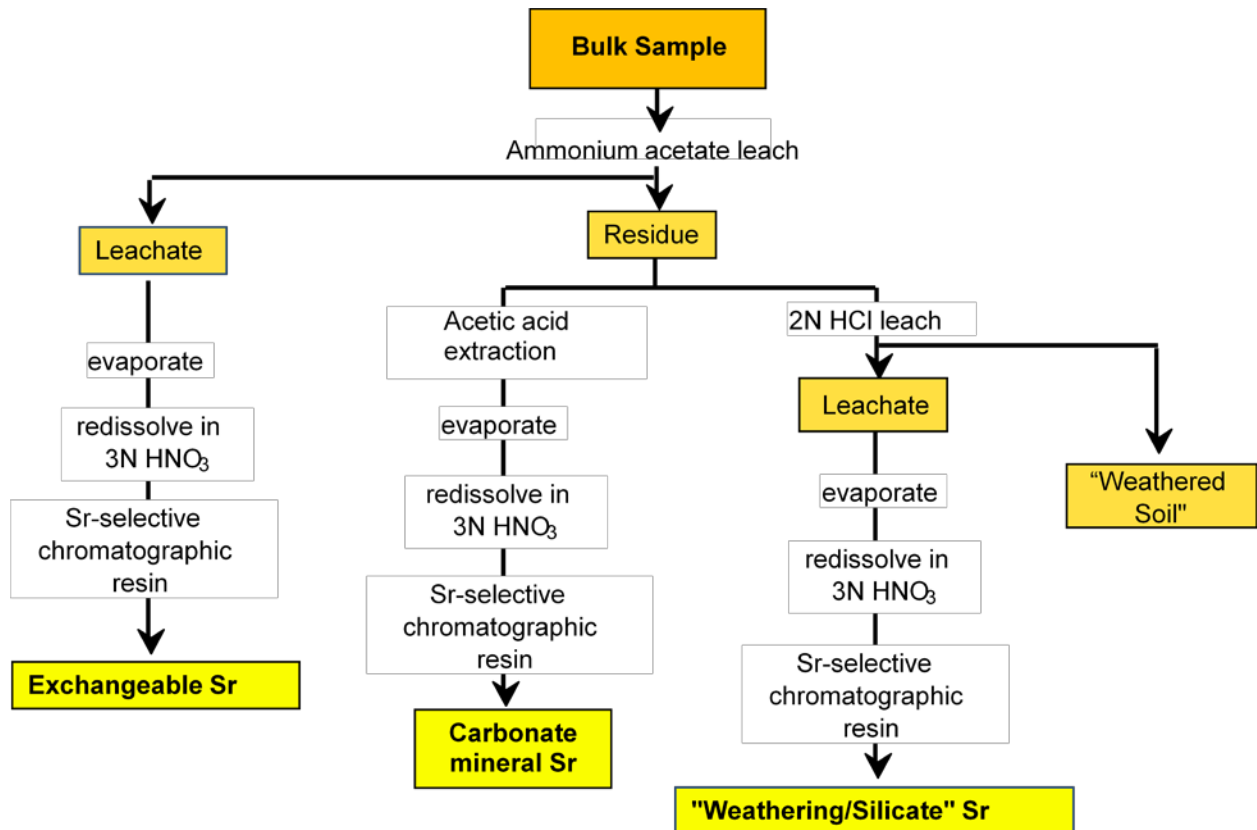 Bulk Sample
Ammonium acetate leach
Leachate
evaporate
redissolve in
3N HNO₃
Sr-selective
chromatographic
resin
Exchangeable Sr
Residue
Acetic acid
extraction
evaporate
redissolve in
3N HNO₃
Sr-selective
chromatographic
resin
Carbonate
mineral Sr
2N HCl leach
Leachate
evaporate
redissolve in
3N HNO₃
Sr-selective
chromatographic
resin
"Weathering/Silicate" Sr
“Weathered
Soil"